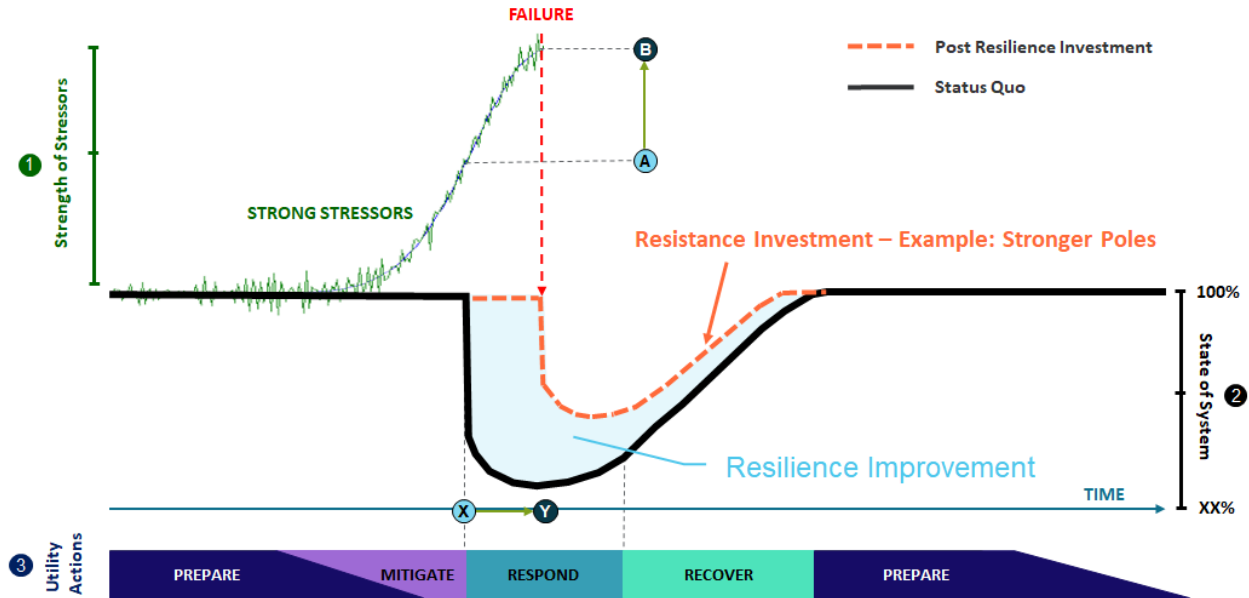 FAILURE
B
Post Resilience Investment
Status Quo
1
Strength of Stressors
A
STRONG STRESSORS
Resistance Investment – Example: Stronger Poles
100%
State of System
2
Resilience Improvement
TIME
XX%
X
Y
3
Utility
Actions
PREPARE
MITIGATE
RESPOND
RECOVER
PREPARE